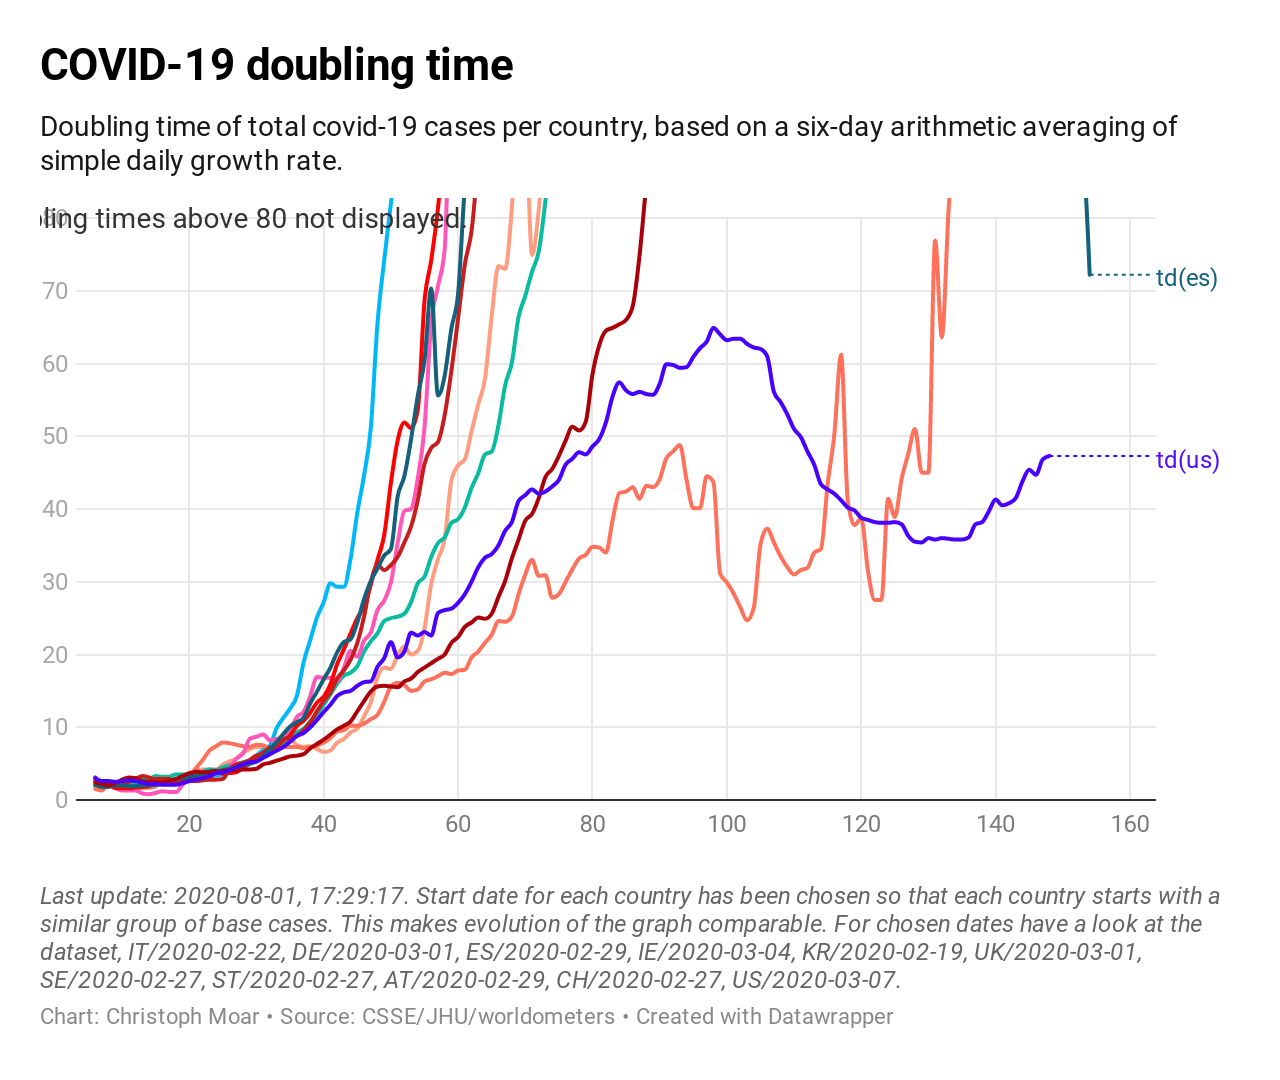 COVID-19 doubling time
Doubling time of total covid-19 cases per country, based on a six-day arithmetic averaging of
simple daily growth rate.
ling times above 80 not displayed.
80
70
td(es)
60
50
td(us)
40
30
20
10
0
20 40 60 80 100 120 140 160
Last update: 2020-08-01, 17:29:17. Start date for each country has been chosen so that each country starts with a
similar group of base cases. This makes evolution of the graph comparable. For chosen dates have a look at the
dataset, IT/2020-02-22, DE/2020-03-01, ES/2020-02-29, IE/2020-03-04, KR/2020-02-19, UK/2020-03-01,
SE/2020-02-27, ST/2020-02-27, AT/2020-02-29, CH/2020-02-27, US/2020-03-07.
Chart: Christoph Moar • Source: CSSE/JHU/worldometers • Created with Datawrapper